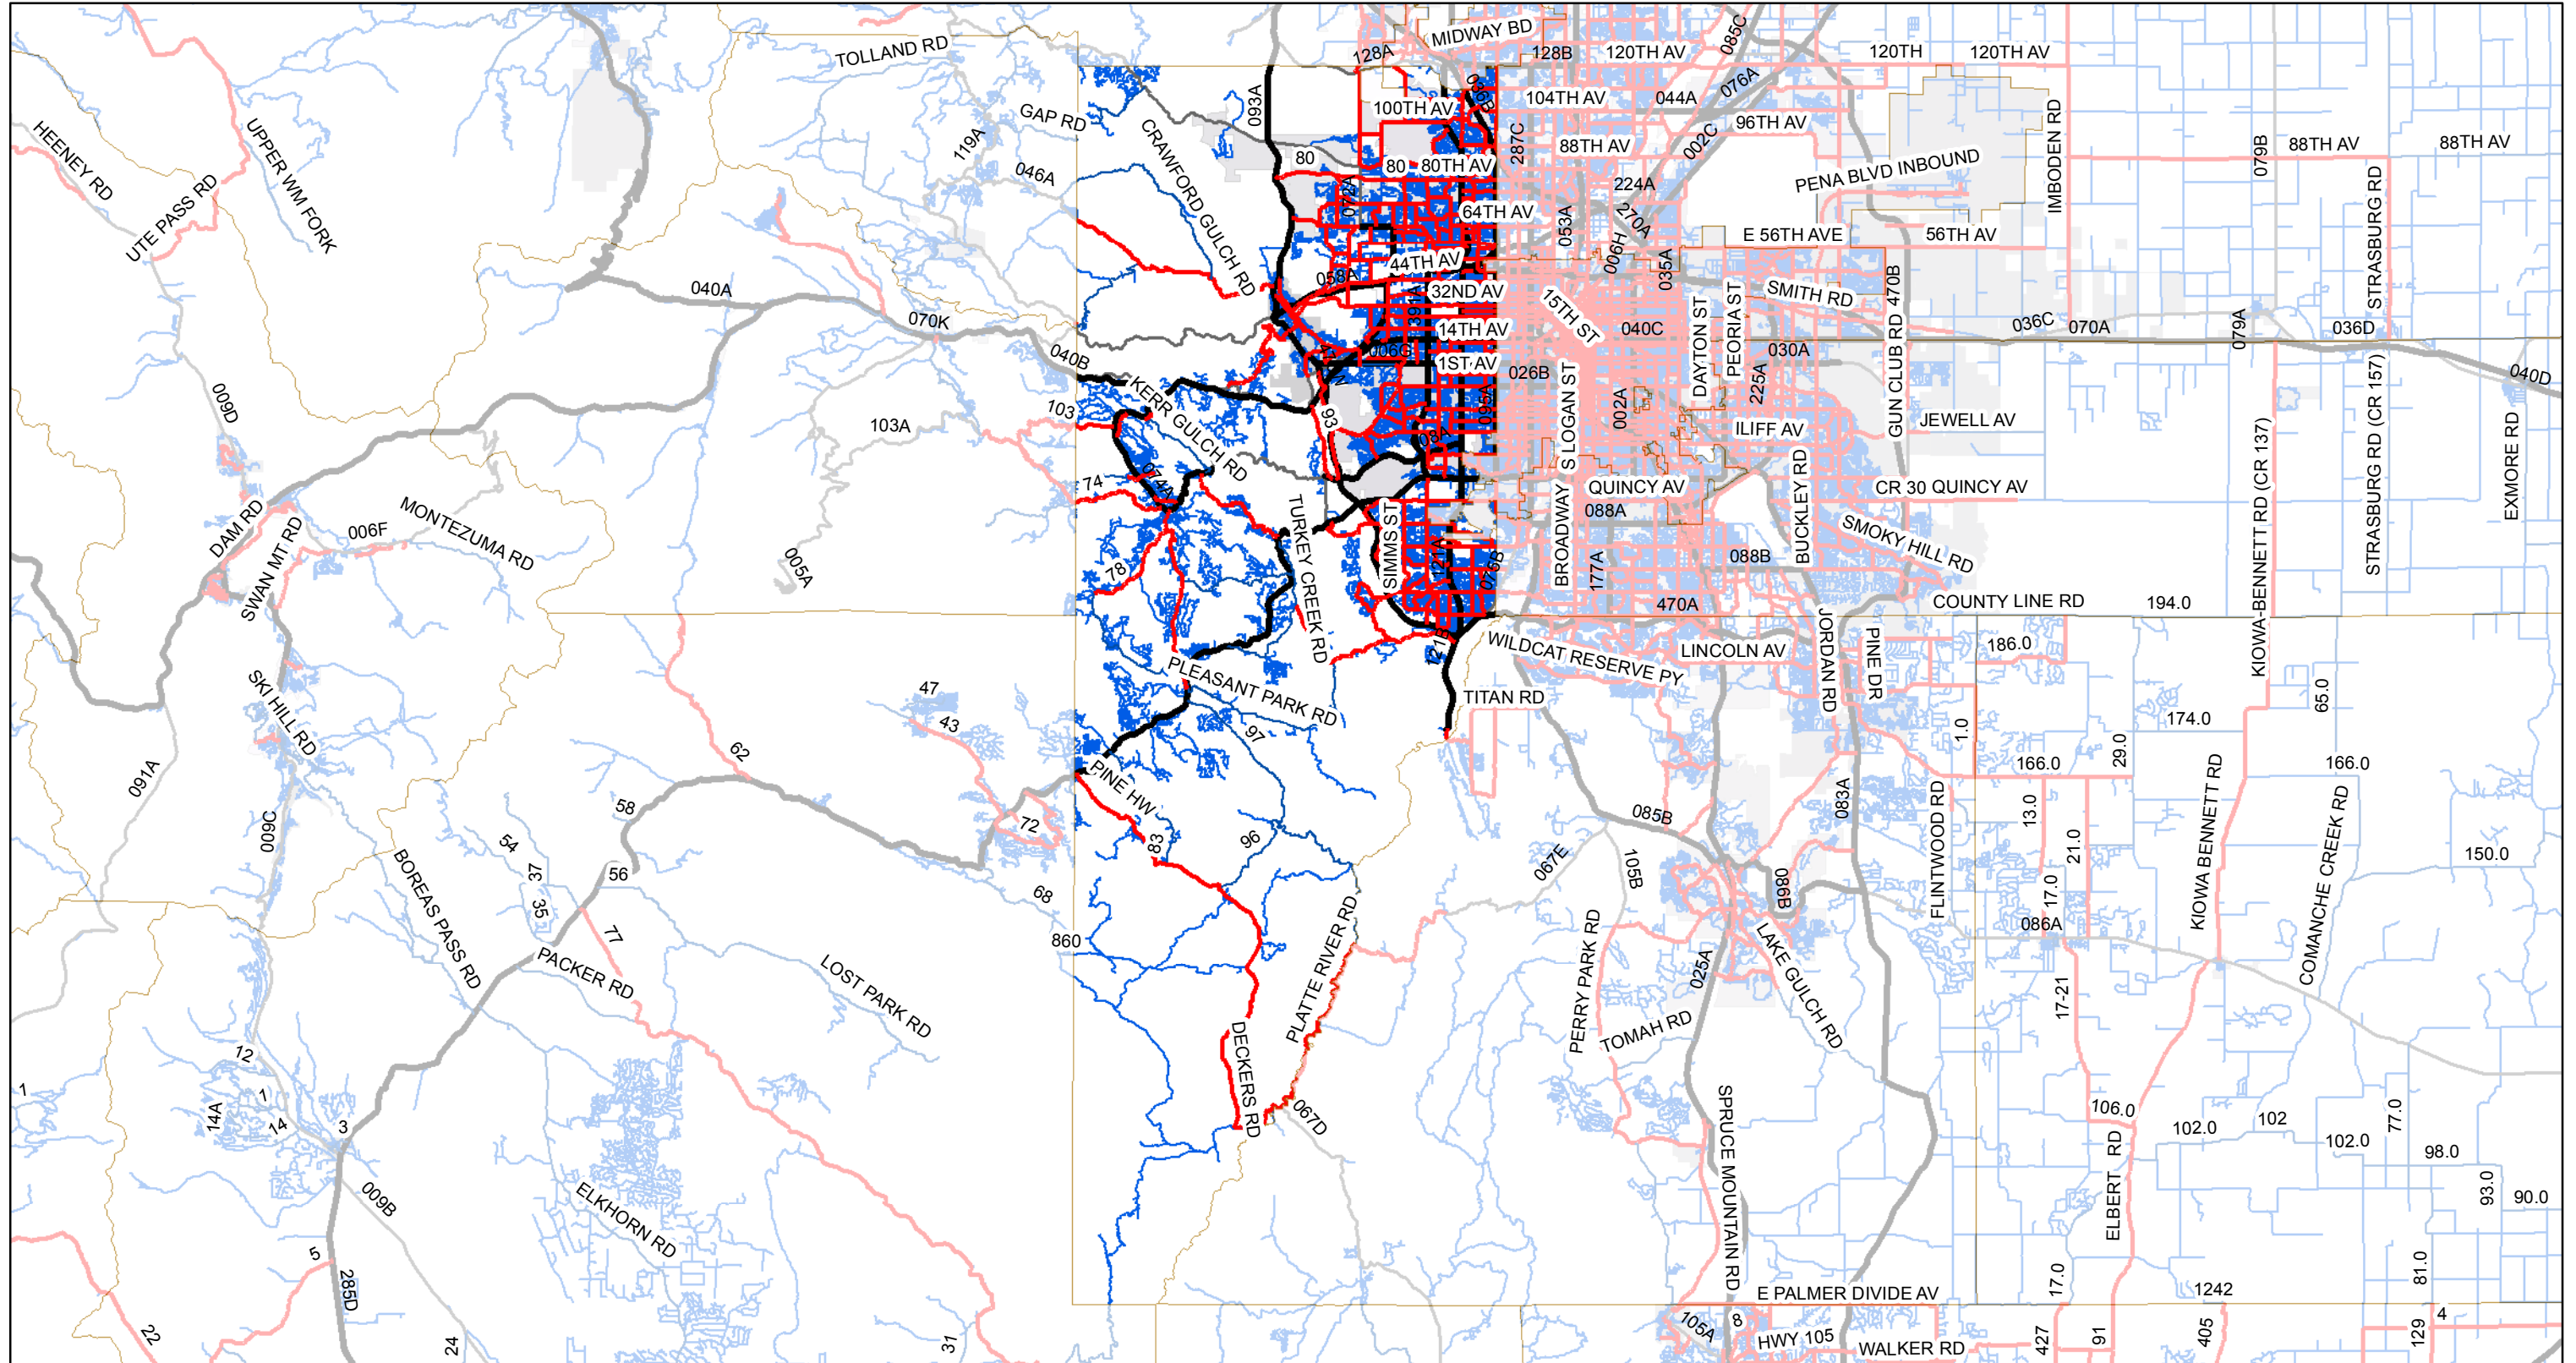 MIDWAY BD
128A
128B
120TH AV
085C
120TH
120TH AV
TOLLAND RD
036B
076A
GAP RD
093A
100TH AV
104TH AV
044A
96TH AV
IMBODEN RD
HEENEY RD
UPPER WM FORK
119A
CRAWFORD GULCH RD
287C
88TH AV
002C
079B
88TH AV
88TH AV
80
80
80TH AV
046A
072A
224A
PENA BLVD INBOUND
UTE PASS RD
64TH AV
053A
270A
STRASBURG RD
E 56TH AVE
56TH AV
006H
035A
44TH AV
058A
470B
040A
32ND AV
391A
15TH ST
SMITH RD
DAYTON ST
PEORIA ST
070K
14TH AV
040C
036C
070A
079A
036D
040B
006G
030A
1ST AV
026B
GUN CLUB RD
040D
KERR GULCH RD
009D
103
103A
93
095A
S LOGAN ST
002A
225A
JEWELL AV
ILIFF AV
KIOWA-BENNETT RD (CR 137)
STRASBURG RD (CR 157)
EXMORE RD
08A
074A
74
QUINCY AV
CR 30 QUINCY AV
BUCKLEY RD
DAM RD
SWAN MT RD
006F
MONTEZUMA RD
005A
TURKEY CREEK RD
SIMMS ST
088A
BROADWAY
SMOKY HILL RD
78
121A
075B
177A
088B
470A
COUNTY LINE RD
194.0
121B
WILDCAT RESERVE PY
LINCOLN AV
JORDAN RD
PINE DR
186.0
SKI HILL RD
PLEASANT PARK RD
TITAN RD
47
43
97
62
65.0
174.0
1.0
29.0
091A
PINE HW
166.0
166.0
KIOWA BENNETT RD
58
72
83
96
085B
083A
FLINTWOOD RD
13.0
COMANCHE CREEK RD
009C
54
37
56
35
BOREAS PASS RD
68
067E
105B
086B
21.0
17.0
150.0
77
860
PERRY PARK RD
086A
PACKER RD
LOST PARK RD
PLATTE RIVER RD
025A
LAKE GULCH RD
17-21
TOMAH RD
12
1
7
14A
14
3
DECKERS RD
067D
SPRUCE MOUNTAIN RD
106.0
ELBERT RD
102.0
102
102.0
77.0
98.0
93.0
90.0
009B
ELKHORN RD
5
285D
81.0
17.0
1242
E PALMER DIVIDE AV
22
24
31
105A
8
HWY 105
WALKER RD
427
91
405
129
4